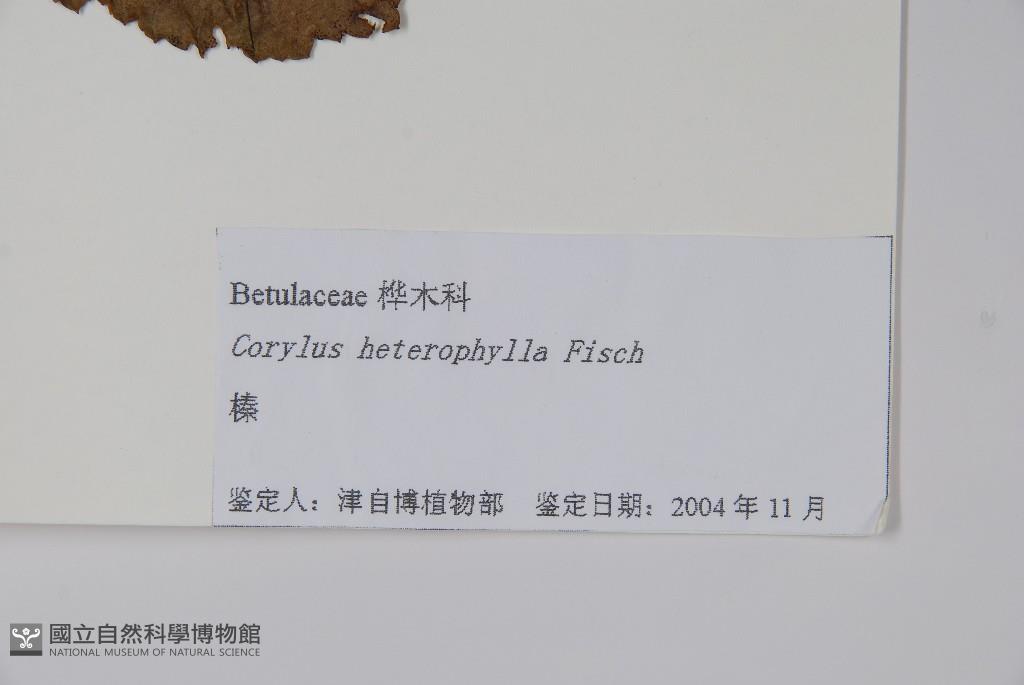 Betulaceae 桦木科
Corylus heterophylla Fisch
榛
鉴定人：津自博植物部 鉴定日期：2004 年 11 月
國立自然科學博物館
NATIONAL MUSEUM OF NATURAL SCIENCE